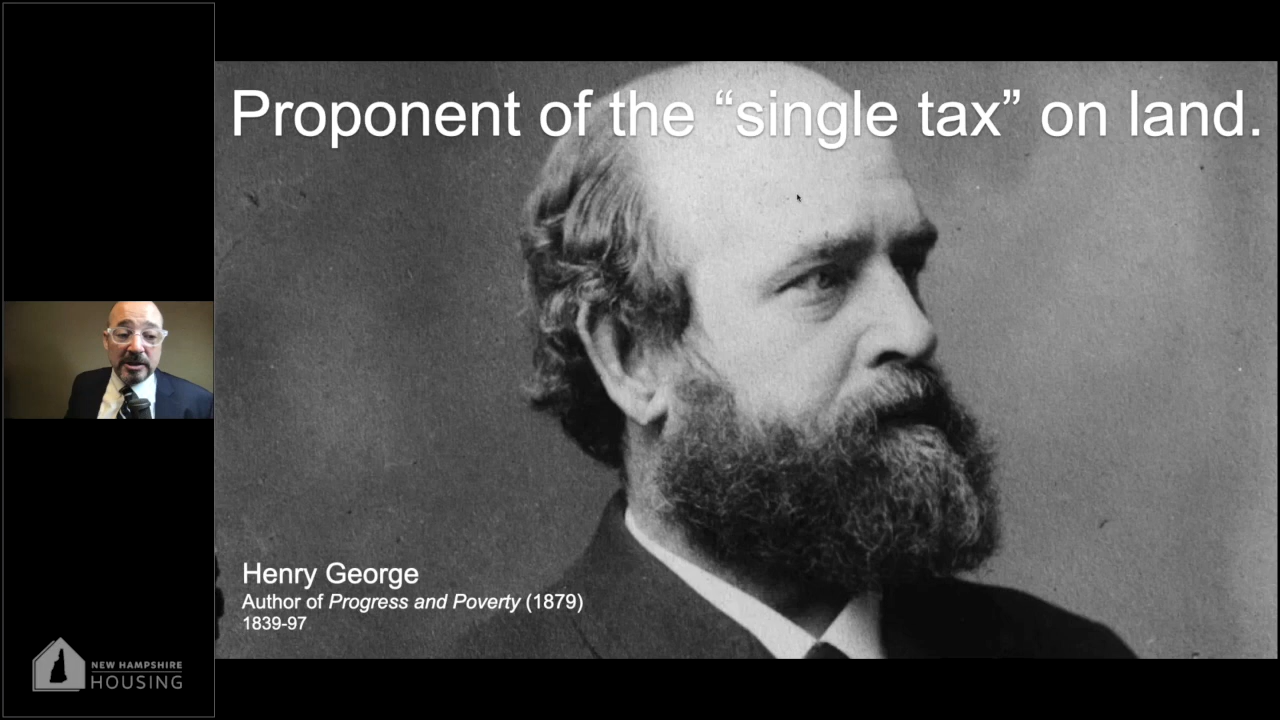 Proponent of the “single tax” on land.
Henry George
Author of Progress and Poverty (1879)
1839-97
NEW HAMPSHIRE
HOUSING